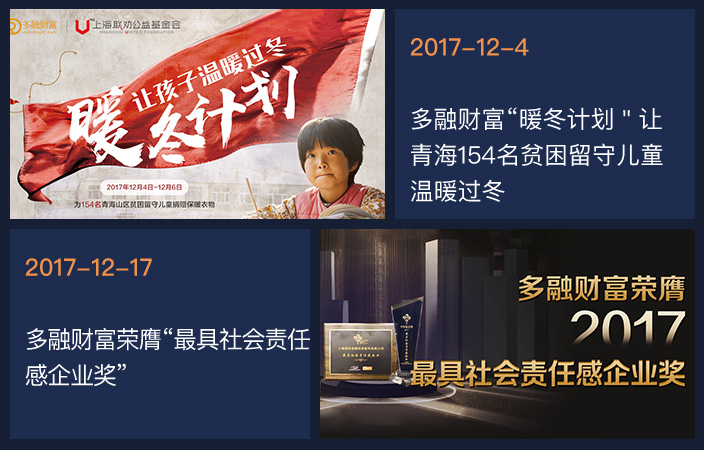 多融财富
上海联劝公益基金会
SHANGHAI UNITED FOUNDATION
让孩子温暖过冬
暖冬计划
2017年12月4日-12月6日
为154名青海山区贫困留守儿童捐赠保暖衣物
2017-12-4
多融财富“暖冬计划＂让
青海154名贫困留守儿童
温暖过冬
2017-12-17
多融财富荣膺“最具社会责任
感企业奖”
多融财富荣膺
2017
最具社会责任感企业奖